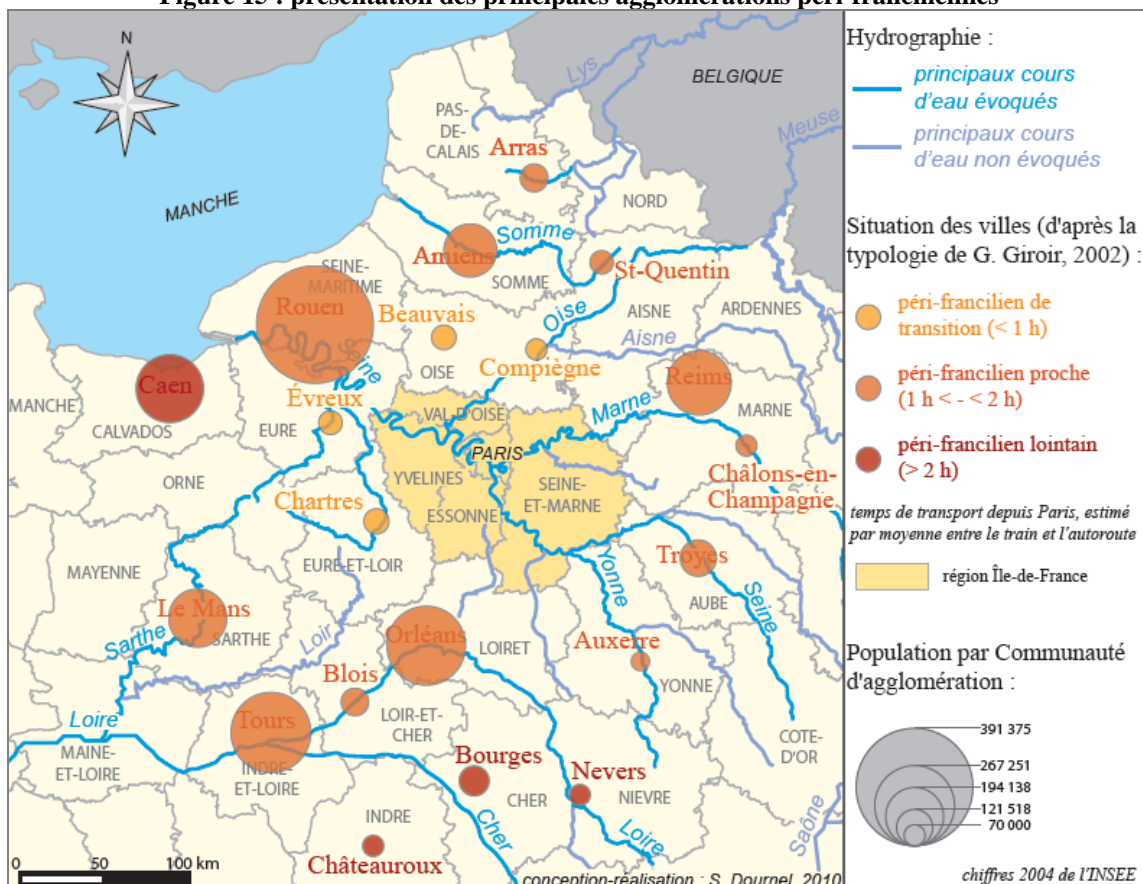 Figure 15 : présentation des principales agglomérations péri-franciliennes
N
BELGIQUE
Lys
Meuse
PAS-
DE-
CALAIS
Arras
MANCHE
NORD
Somme
Amiens
St-Quentin
SEINE-
MARITIME
SOMME
Rouen
Beauvais
Oise
AISNE
ARDENNES
Aisne
Seine
Compiègne
OISE
Reims
Caen
Évreux
MANCHE
CALVADOS
EURE
VAL-D'OISE
Marne
MARNE
PARIS
ORNE
YVELINES
SEINE-
ET-MARNE
Châlons-en-
Champagne
Chartres
ESSONNE
EURE-ET-LOIR
MAYENNE
Yonne
Troyes
AUBE
Seine
Le Mans
SARTHE
Sarthe
Loir
Orléans
LOIRET
Auxerre
YONNE
Blois
Loire
Tours
LOIR-ET-
CHER
COTE-
D'OR
MAINE-
ET-LOIRE
INDRE-
ET-LOIRE
Bourges
Nevers
CHER
NIEVRE
INDRE
Cher
Loire
Saône
Châteauroux
0 50 100 km
conception-réalisation : S. Dournel, 2010
Hydrographie :
principaux cours
d'eau évoqués
principaux cours
d'eau non évoqués
Situation des villes (d'après la
typologie de G. Giroir, 2002) :
péri-francilien de
transition (< 1 h)
péri-francilien proche
(1 h < - < 2 h)
péri-francilien lointain
(> 2 h)
temps de transport depuis Paris, estimé
par moyenne entre le train et l'autoroute
région Île-de-France
Population par Communauté
d'agglomération :
391 375
267 251
194 138
121 518
70 000
chiffres 2004 de l'INSEE